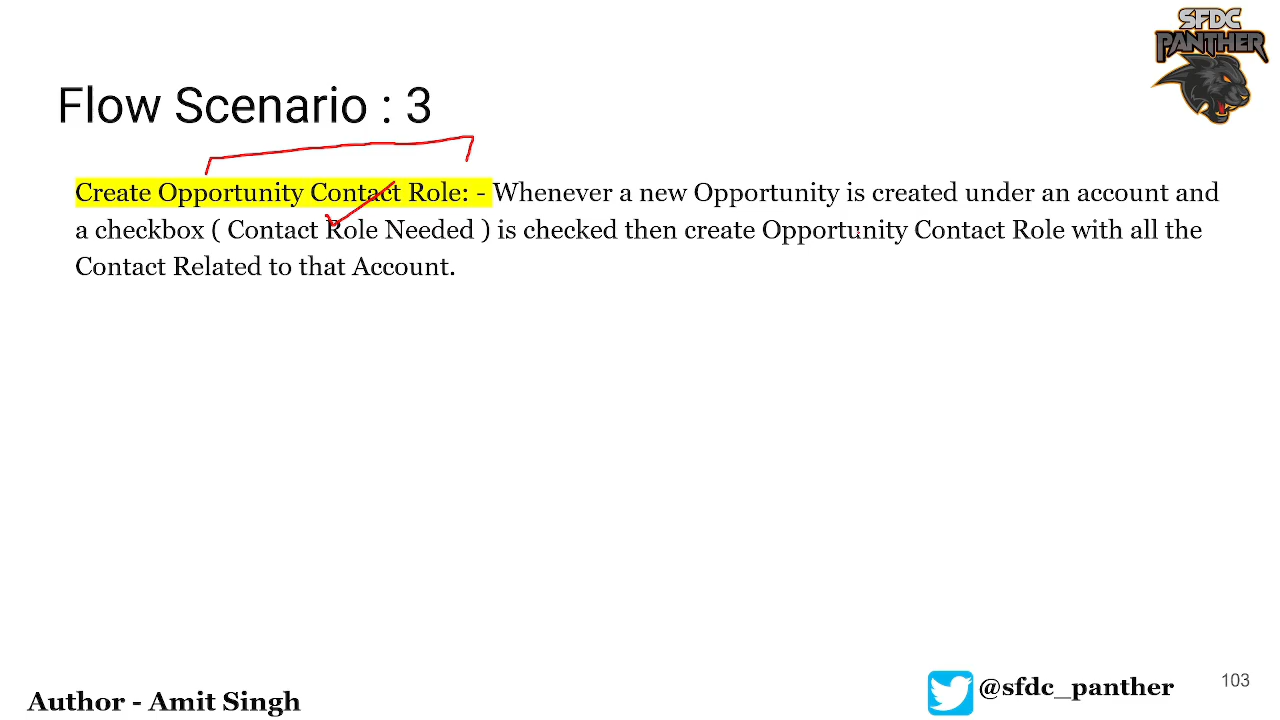 SFDC
PANTHER
Flow Scenario : 3
Create Opportunity Contact Role: - Whenever a new Opportunity is created under an account and
a checkbox ( Contact Role Needed ) is checked then create Opportunity Contact Role with all the
Contact Related to that Account.
Author - Amit Singh
@sfdc_panther
103